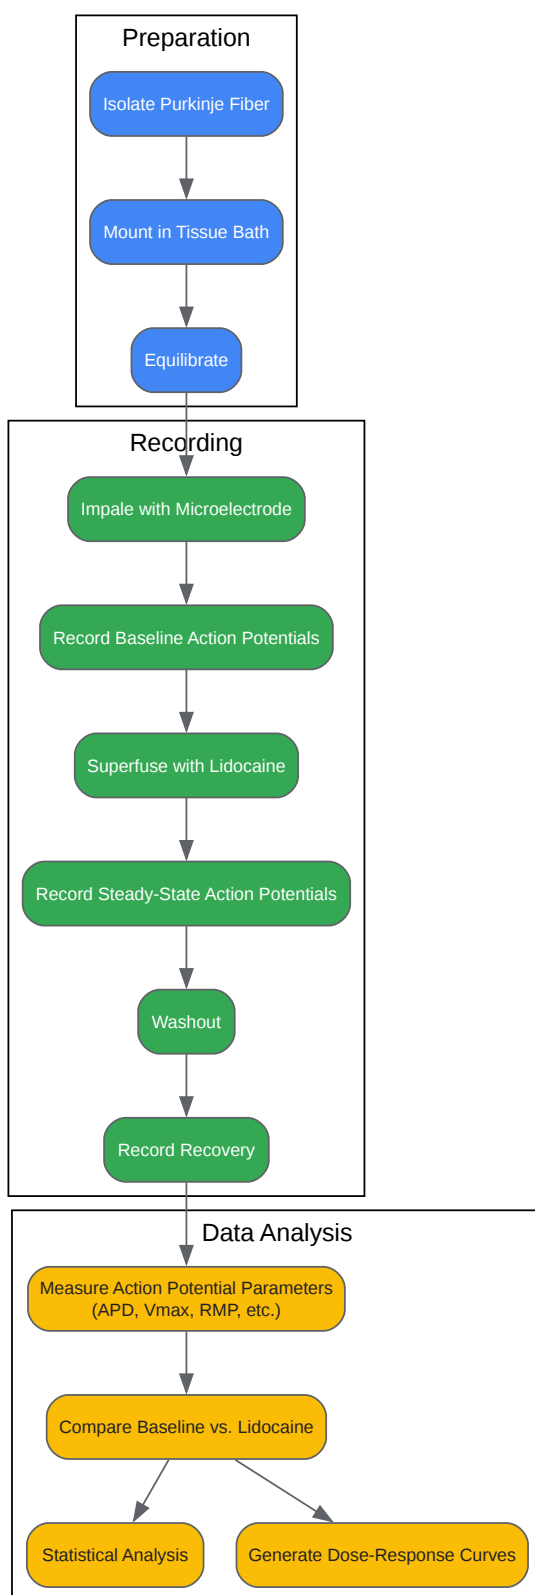 Preparation
Isolate Purkinje Fiber
Mount in Tissue Bath
Equilibrate
Recording
Impale with Microelectrode
Record Baseline Action Potentials
Superfuse with Lidocaine
Record Steady-State Action Potentials
Washout
Record Recovery
Data Analysis
Measure Action Potential Parameters
(APD, Vmax, RMP, etc.)
Compare Baseline vs. Lidocaine
Statistical Analysis
Generate Dose-Response Curves